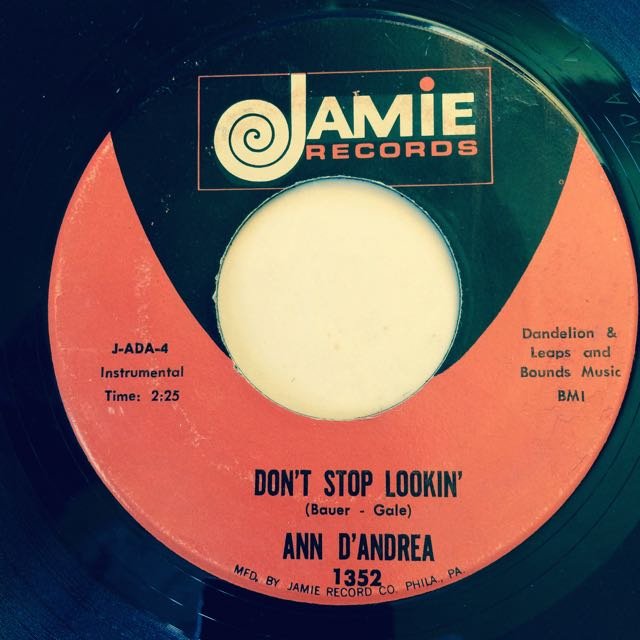 JAMiE
RECORDS
J-ADA-4
Instrumental
Time: 2:25
Dandelion &
Leaps and
Bounds Music
BMI
DON'T STOP LOOKIN'
(Bauer - Gale)
ANN D'ANDREA
1352
MFD. BY JAMIE RECORD CO. PHILA., PA.